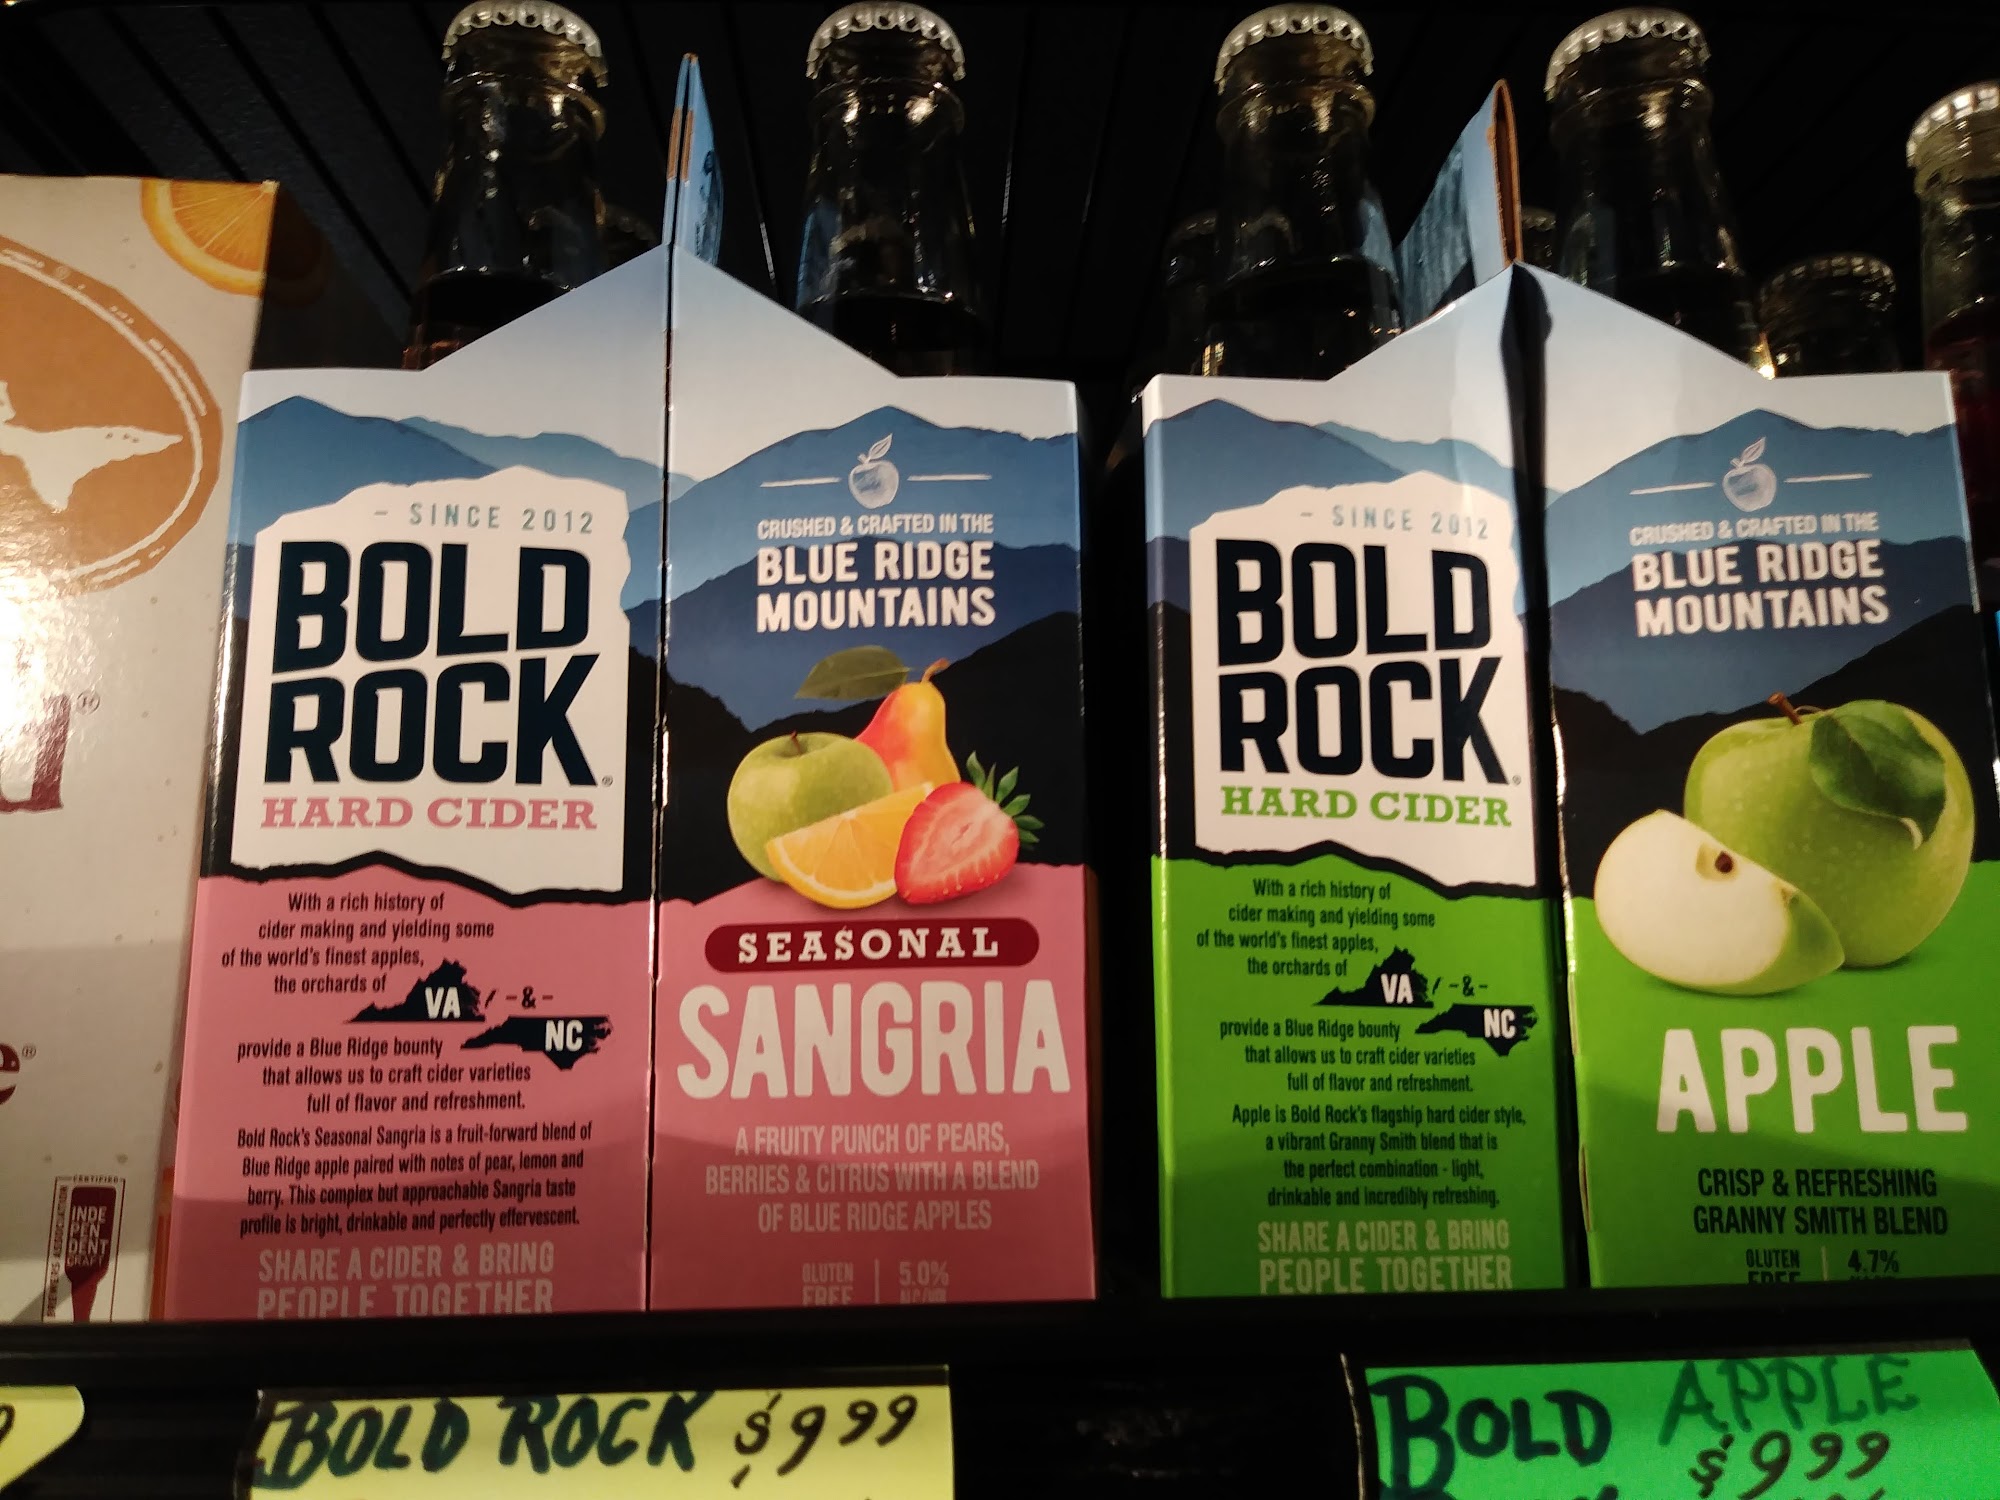 - SINCE 2012
BOLD
ROCK®
HARD CIDER
With a rich history of
cider making and yielding some
of the world's finest apples,
the orchards of
VA -&-
NC
provide a Blue Ridge bounty
that allows us to craft cider varieties
full of flavor and refreshment.
Bold Rock's Seasonal Sangria is a fruit-forward blend of
Blue Ridge apple paired with notes of pear, lemon and
berry. This complex but approachable Sangria taste
profile is bright, drinkable and perfectly effervescent.
SHARE A CIDER & BRING
PEOPLE TOGETHER
CRUSHED & CRAFTED IN THE
BLUE RIDGE
MOUNTAINS
SEASONAL
SANGRIA
A FRUITY PUNCH OF PEARS,
BERRIES & CITRUS WITH A BLEND
OF BLUE RIDGE APPLES
GLUTEN
FREE
5.0%
- SINCE 2012
BOLD
ROCK®
HARD CIDER
With a rich history of
cider making and yielding some
of the world's finest apples,
the orchards of
VA -&-
NC
provide a Blue Ridge bounty
that allows us to craft cider varieties
full of flavor and refreshment.
Apple is Bold Rock's flagship hard cider style,
a vibrant Granny Smith blend that is
the perfect combination - light,
drinkable and incredibly refreshing.
SHARE A CIDER & BRING
PEOPLE TOGETHER
CRUSHED & CRAFTED IN THE
BLUE RIDGE
MOUNTAINS
APPLE
CRISP & REFRESHING
GRANNY SMITH BLEND
GLUTEN
FREE
4.7%
CERTIFIED
INDE
PEN
DENT
CRAFT
BREWERS ASSOCIATION
BOLD ROCK $9.99
BOLD APPLE
$9.99